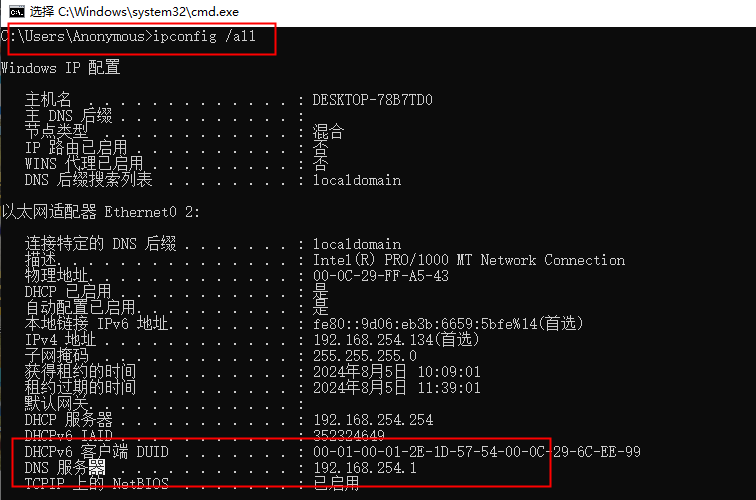 选择 C:\Windows\system32\cmd.exe
C:\Users\Anonymous>ipconfig /all
Windows IP 配置
主机名 . . . . . . . . . . . . . : DESKTOP-78B7TD0
主 DNS 后缀 . . . . . . . . . . . :
节点类型 . . . . . . . . . . . . : 混合
IP 路由已启用 . . . . . . . . . . : 否
WINS 代理已启用 . . . . . . . . . : 否
DNS 后缀搜索列表 . . . . . . . . : localdomain
以太网适配器 Ethernet0 2:
连接特定的 DNS 后缀 . . . . . . . : localdomain
描述. . . . . . . . . . . . . . . : Intel(R) PRO/1000 MT Network Connection
物理地址. . . . . . . . . . . . . : 00-0C-29-FF-A5-43
DHCP 已启用 . . . . . . . . . . . : 是
自动配置已启用. . . . . . . . . . : 是
本地链接 IPv6 地址. . . . . . . . : fe80::9d06:eb3b:6659:5bfe%14(首选)
IPv4 地址 . . . . . . . . . . . . : 192.168.254.134(首选)
子网掩码 . . . . . . . . . . . . : 255.255.255.0
获得租约的时间 . . . . . . . . . : 2024年8月5日 10:09:01
租约过期的时间 . . . . . . . . . : 2024年8月5日 11:39:01
默认网关. . . . . . . . . . . . . :
DHCP 服务器 . . . . . . . . . . . : 192.168.254.254
DHCPv6 IAID . . . . . . . . . . . : 352324649
DHCPv6 客户端 DUID . . . . . . . : 00-01-00-01-2E-1D-57-54-00-0C-29-6C-EE-99
DNS 服务器 . . . . . . . . . . . : 192.168.254.1
TCPIP 上的 NetBIOS . . . . . . . : 已启用